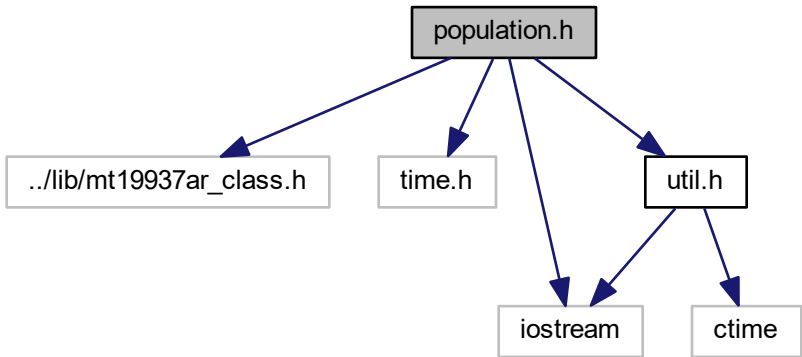 population.h
../lib/mt19937ar_class.h
time.h
util.h
iostream
ctime